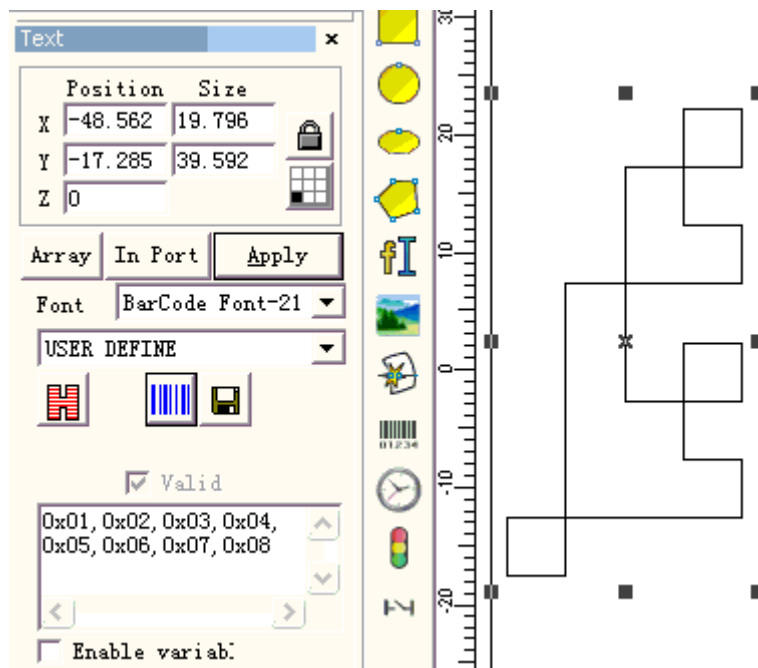 Text
Position Size
X -48.562 19.796
Y -17.285 39.592
Z 0
Array In Port Apply
Font BarCode Font-21
USER DEFINE
Valid
0x01, 0x02, 0x03, 0x04,
0x05, 0x06, 0x07, 0x08
Enable variab
30
20
10
0
-10
-20
01234